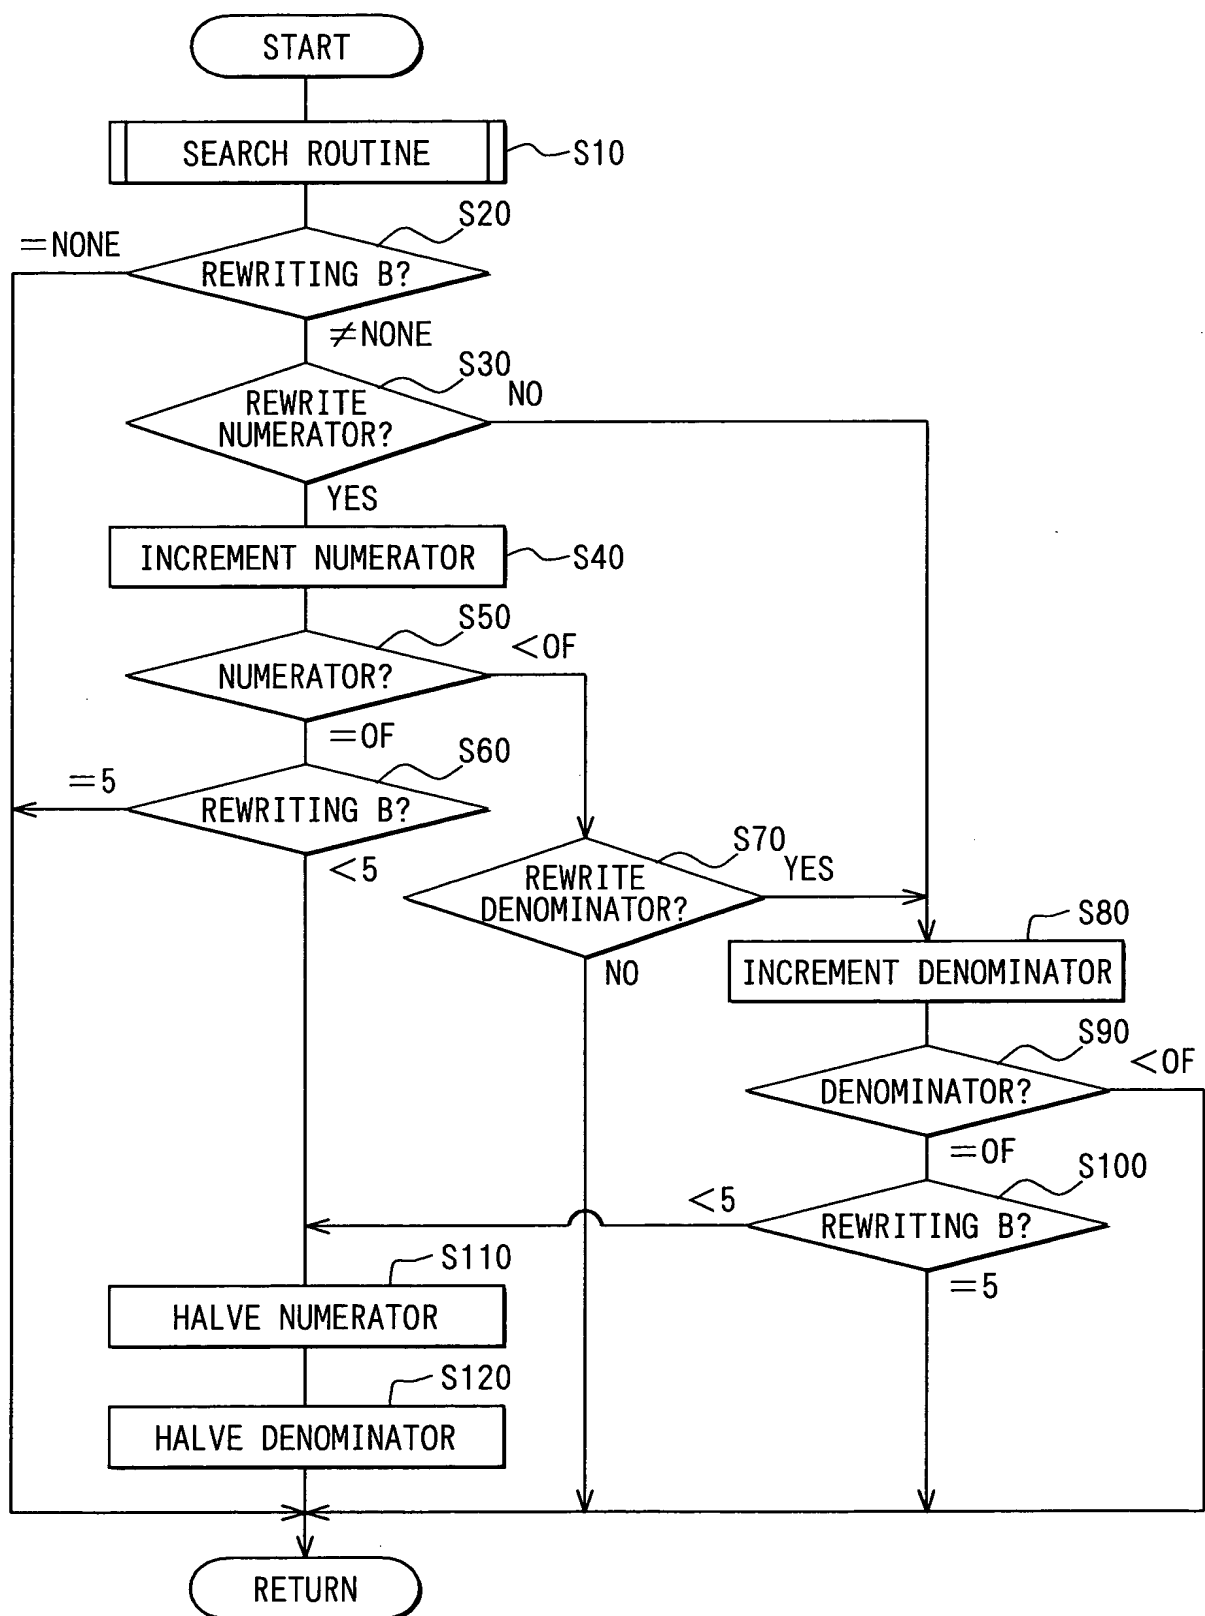 START
SEARCH ROUTINE
S10
S20
=NONE
REWRITING B?
≠NONE
S30
NO
REWRITE
NUMERATOR?
YES
INCREMENT NUMERATOR
S40
S50
<OF
NUMERATOR?
=OF
S60
=5
REWRITING B?
<5
S70
YES
REWRITE
DENOMINATOR?
NO
S80
INCREMENT DENOMINATOR
S90
<OF
DENOMINATOR?
=OF
S100
<5
REWRITING B?
=5
S110
HALVE NUMERATOR
S120
HALVE DENOMINATOR
RETURN